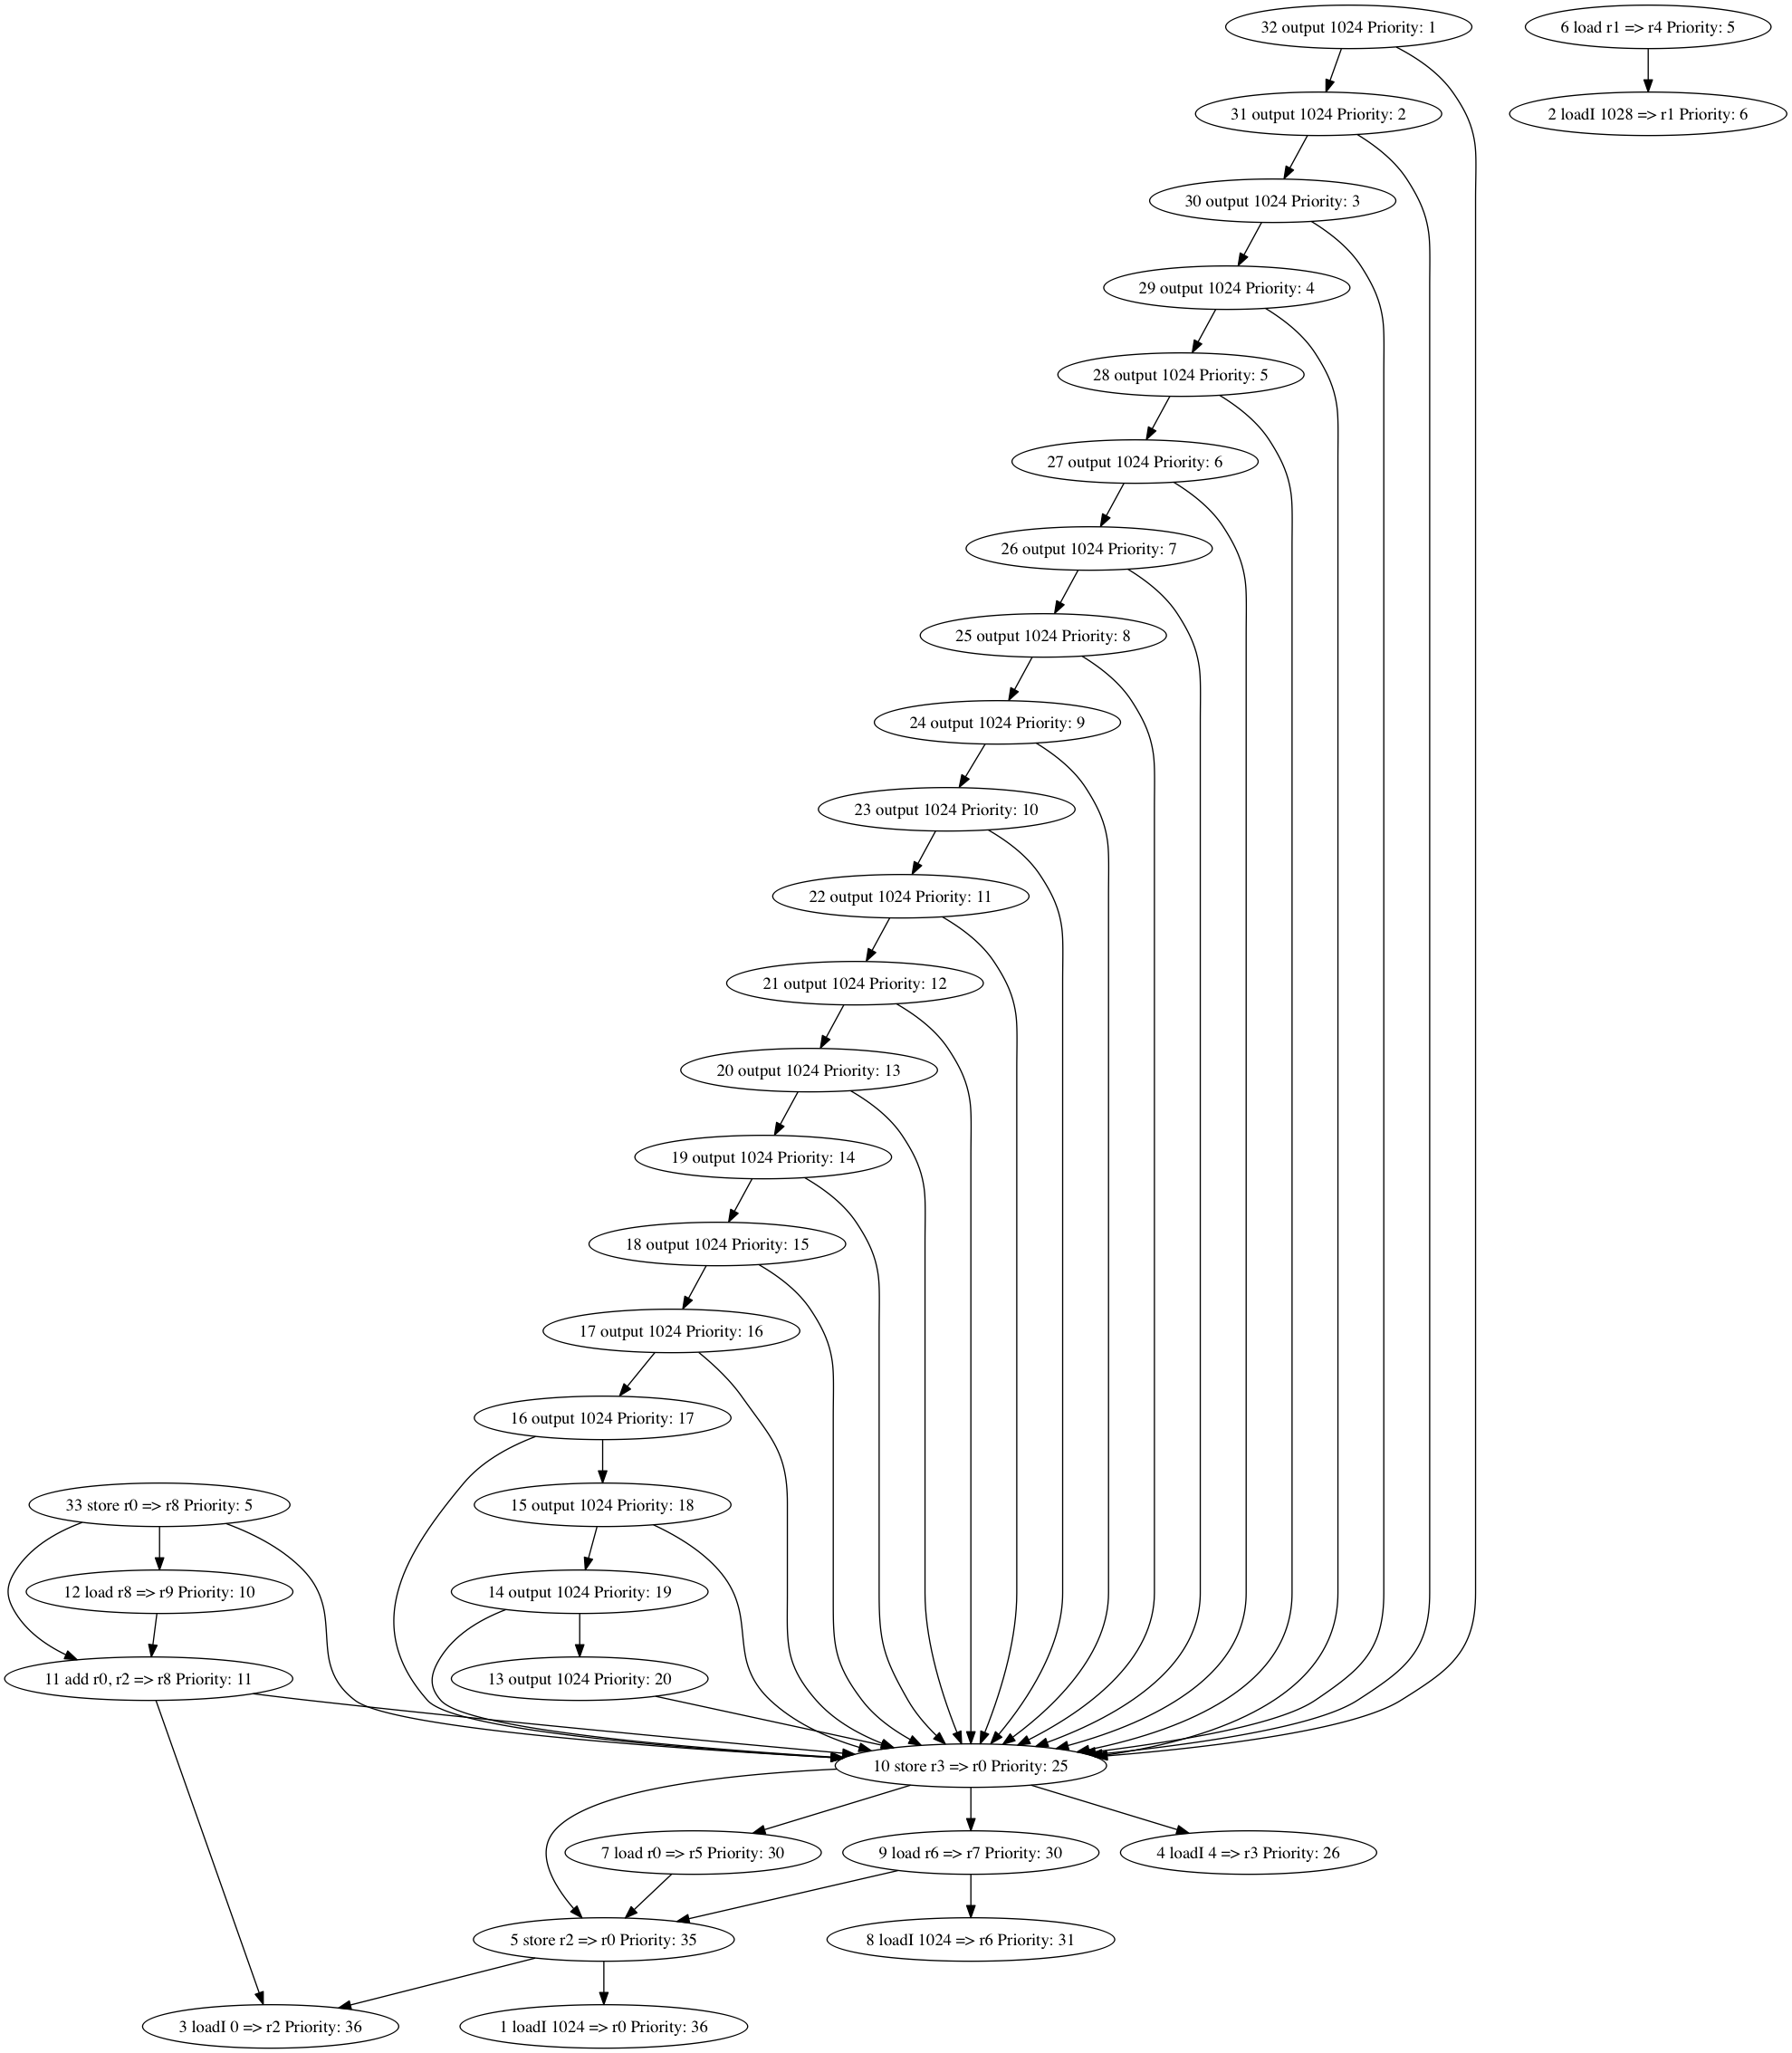 32 output 1024 Priority: 1
6 load r1 => r4 Priority: 5
31 output 1024 Priority: 2
2 loadI 1028 => r1 Priority: 6
30 output 1024 Priority: 3
29 output 1024 Priority: 4
28 output 1024 Priority: 5
27 output 1024 Priority: 6
26 output 1024 Priority: 7
25 output 1024 Priority: 8
24 output 1024 Priority: 9
23 output 1024 Priority: 10
22 output 1024 Priority: 11
21 output 1024 Priority: 12
20 output 1024 Priority: 13
19 output 1024 Priority: 14
18 output 1024 Priority: 15
17 output 1024 Priority: 16
16 output 1024 Priority: 17
33 store r0 => r8 Priority: 5
15 output 1024 Priority: 18
12 load r8 => r9 Priority: 10
14 output 1024 Priority: 19
11 add r0, r2 => r8 Priority: 11
13 output 1024 Priority: 20
10 store r3 => r0 Priority: 25
7 load r0 => r5 Priority: 30
9 load r6 => r7 Priority: 30
4 loadI 4 => r3 Priority: 26
5 store r2 => r0 Priority: 35
8 loadI 1024 => r6 Priority: 31
3 loadI 0 => r2 Priority: 36
1 loadI 1024 => r0 Priority: 36